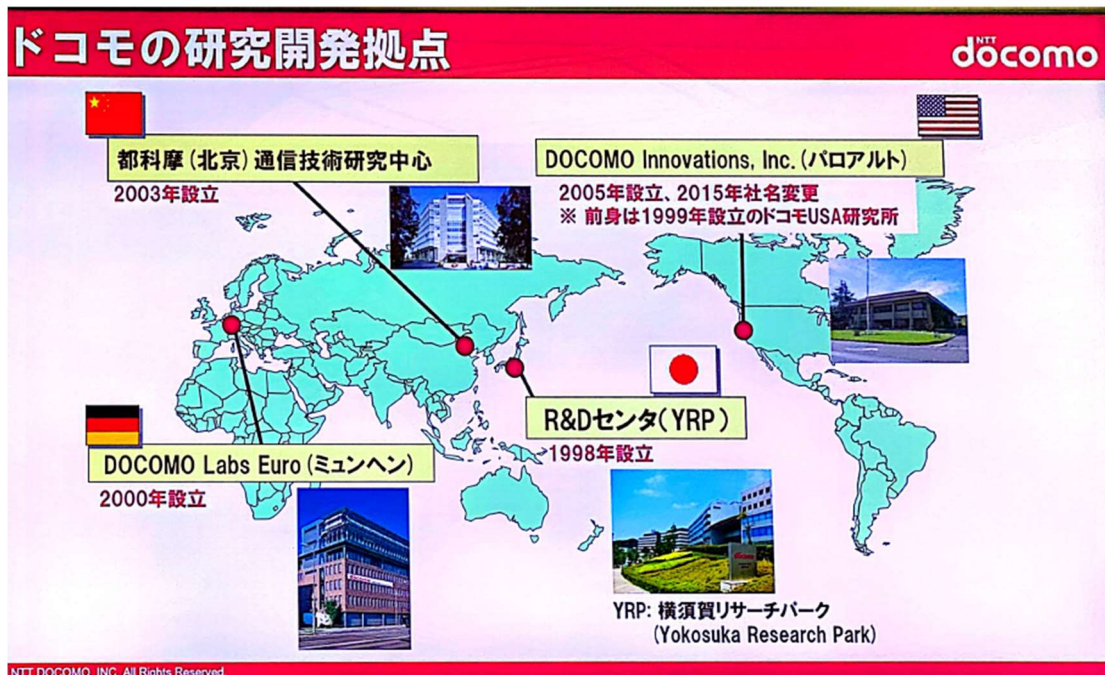 ドコモの研究開発拠点
NTT
docomo
都科摩(北京)通信技術研究中心
2003年設立
DOCOMO Innovations, Inc.(パロアルト)
2005年設立、2015年社名変更
※ 前身は1999年設立のドコモUSA研究所
R&Dセンタ(YRP)
1998年設立
DOCOMO Labs Euro(ミュンヘン)
2000年設立
docomo
YRP: 横須賀リサーチパーク
(Yokosuka Research Park)
NTT DOCOMO, INC. All Rights Reserved.